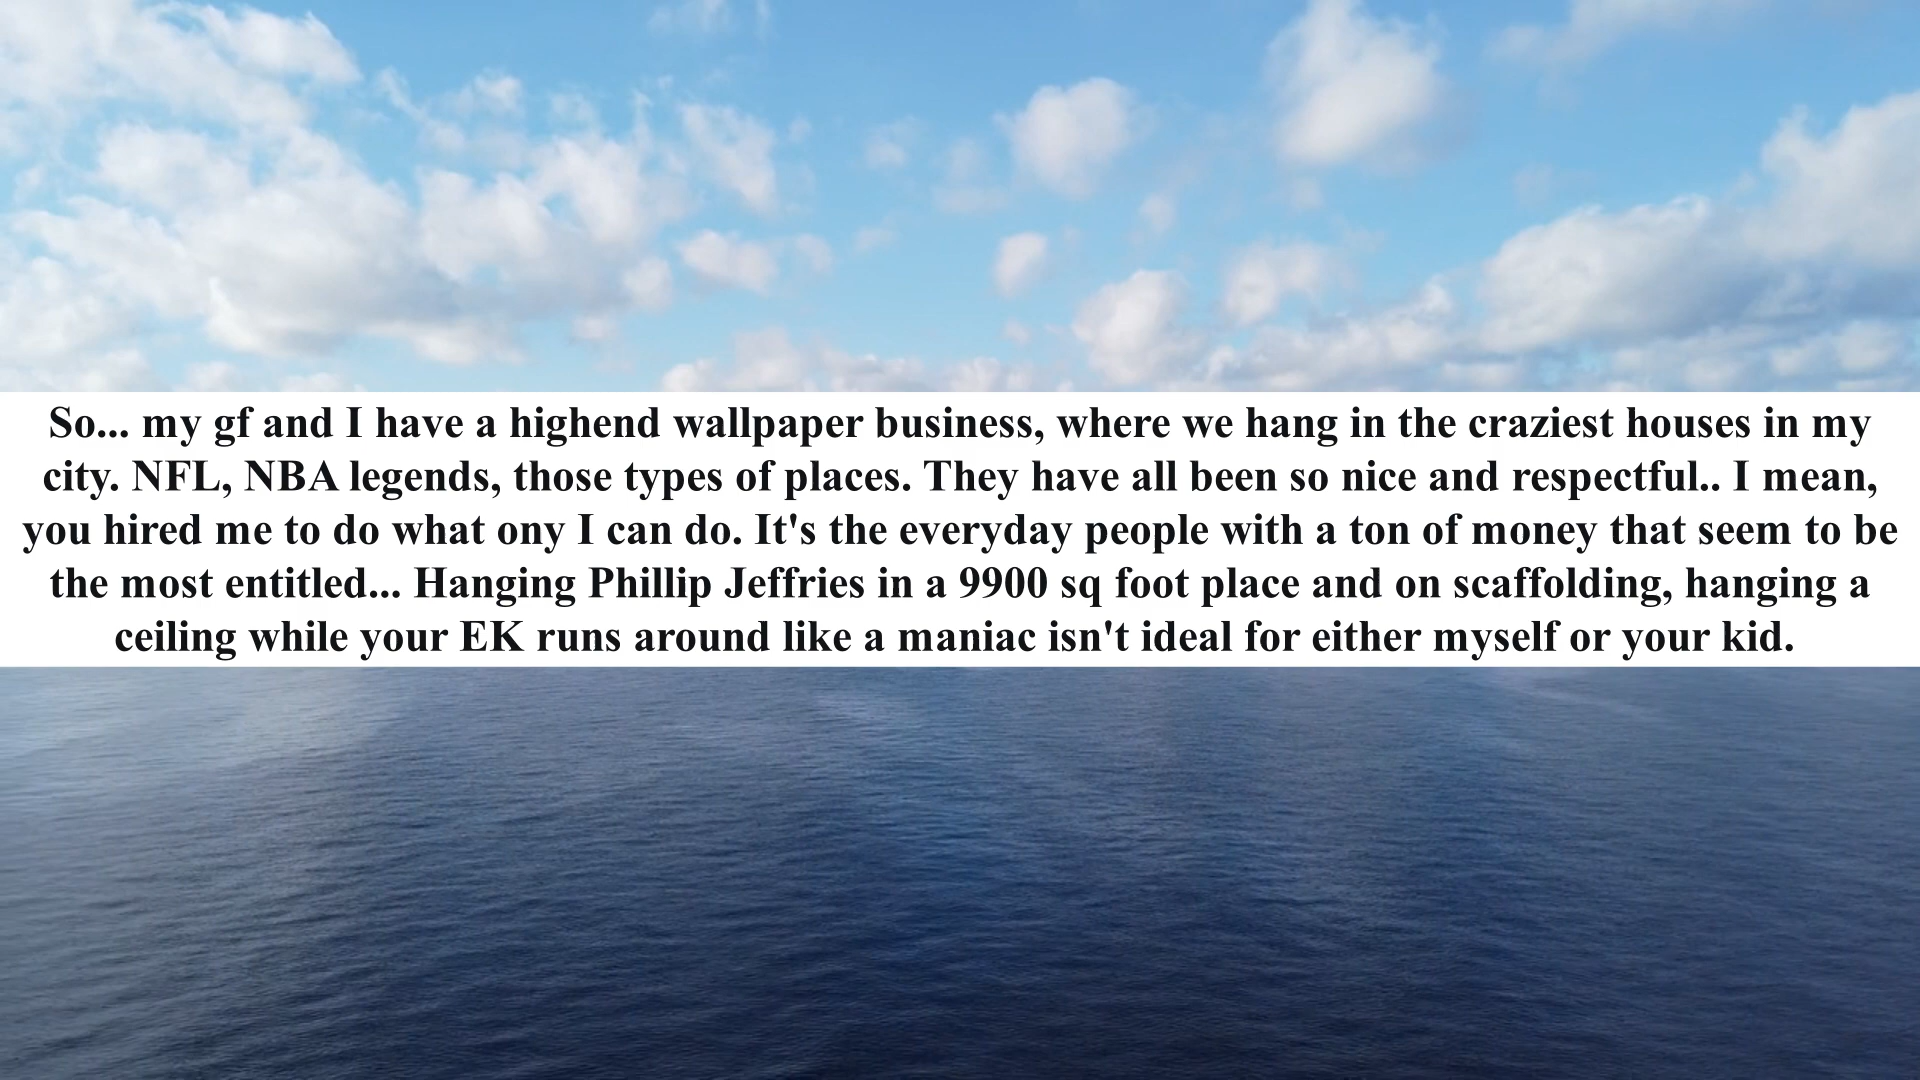 So... my gf and I have a highend wallpaper business, where we hang in the craziest houses in my
city. NFL, NBA legends, those types of places. They have all been so nice and respectful.. I mean,
you hired me to do what ony I can do. It's the everyday people with a ton of money that seem to be
the most entitled... Hanging Phillip Jeffries in a 9900 sq foot place and on scaffolding, hanging a
ceiling while your EK runs around like a maniac isn't ideal for either myself or your kid.